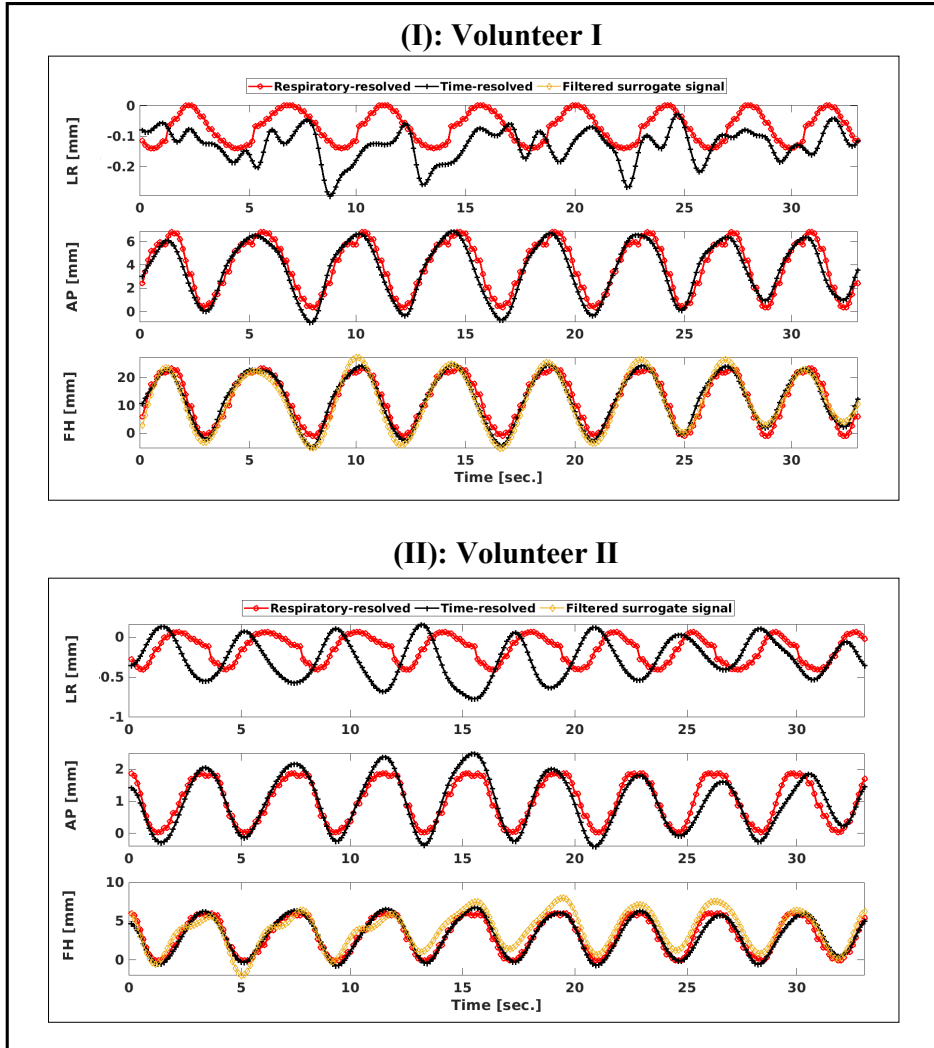 (I): Volunteer I
Respiratory-resolved Time-resolved Filtered surrogate signal
LR [mm]
0
-0.1
-0.2
0 5 10 15 20 25 30
AP [mm]
6
4
2
0
0 5 10 15 20 25 30
FH [mm]
20
10
0
0 5 10 15 20 25 30
Time [sec.]
(II): Volunteer II
Respiratory-resolved Time-resolved Filtered surrogate signal
LR [mm]
0
-0.5
-1
0 5 10 15 20 25 30
AP [mm]
2
1
0
0 5 10 15 20 25 30
FH [mm]
10
5
0
0 5 10 15 20 25 30
Time [sec.]